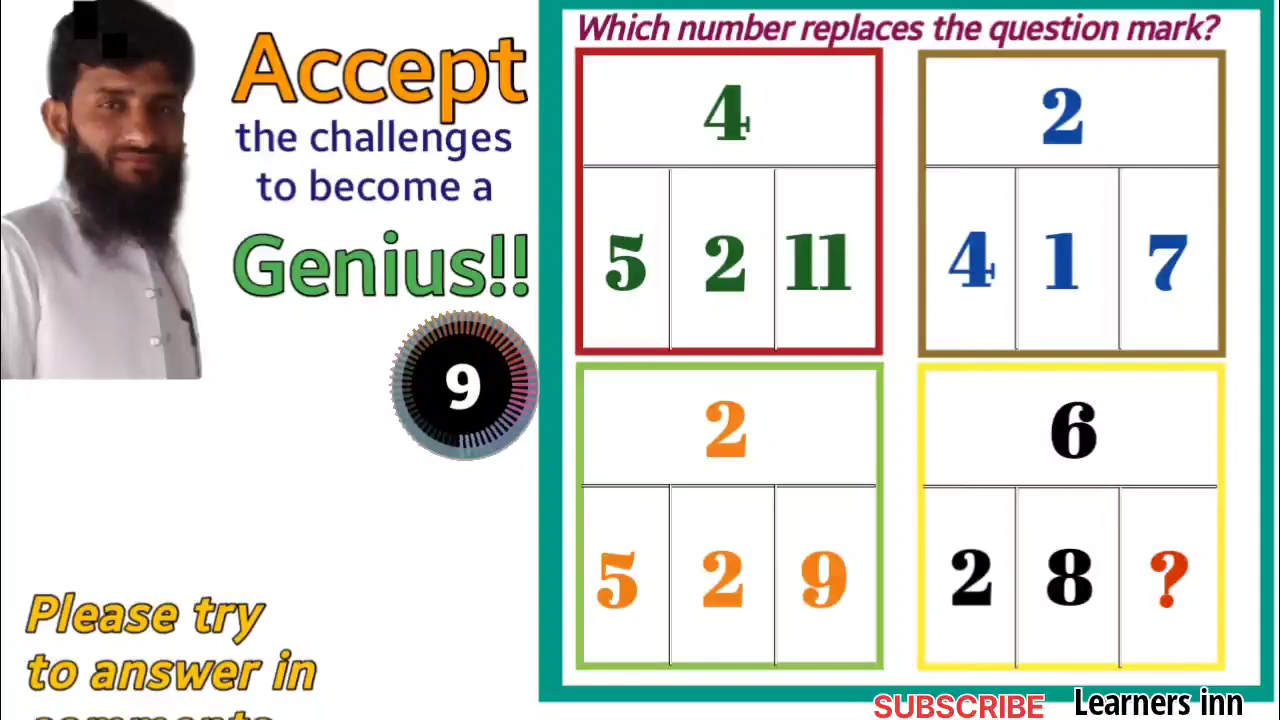 Accept
the challenges
to become a
Genius!!
9
Please try
to answer in
Which number replaces the question mark?
4
5 2 11
2
4 1 7
2
5 2 9
6
2 8 ?
SUBSCRIBE Learners inn